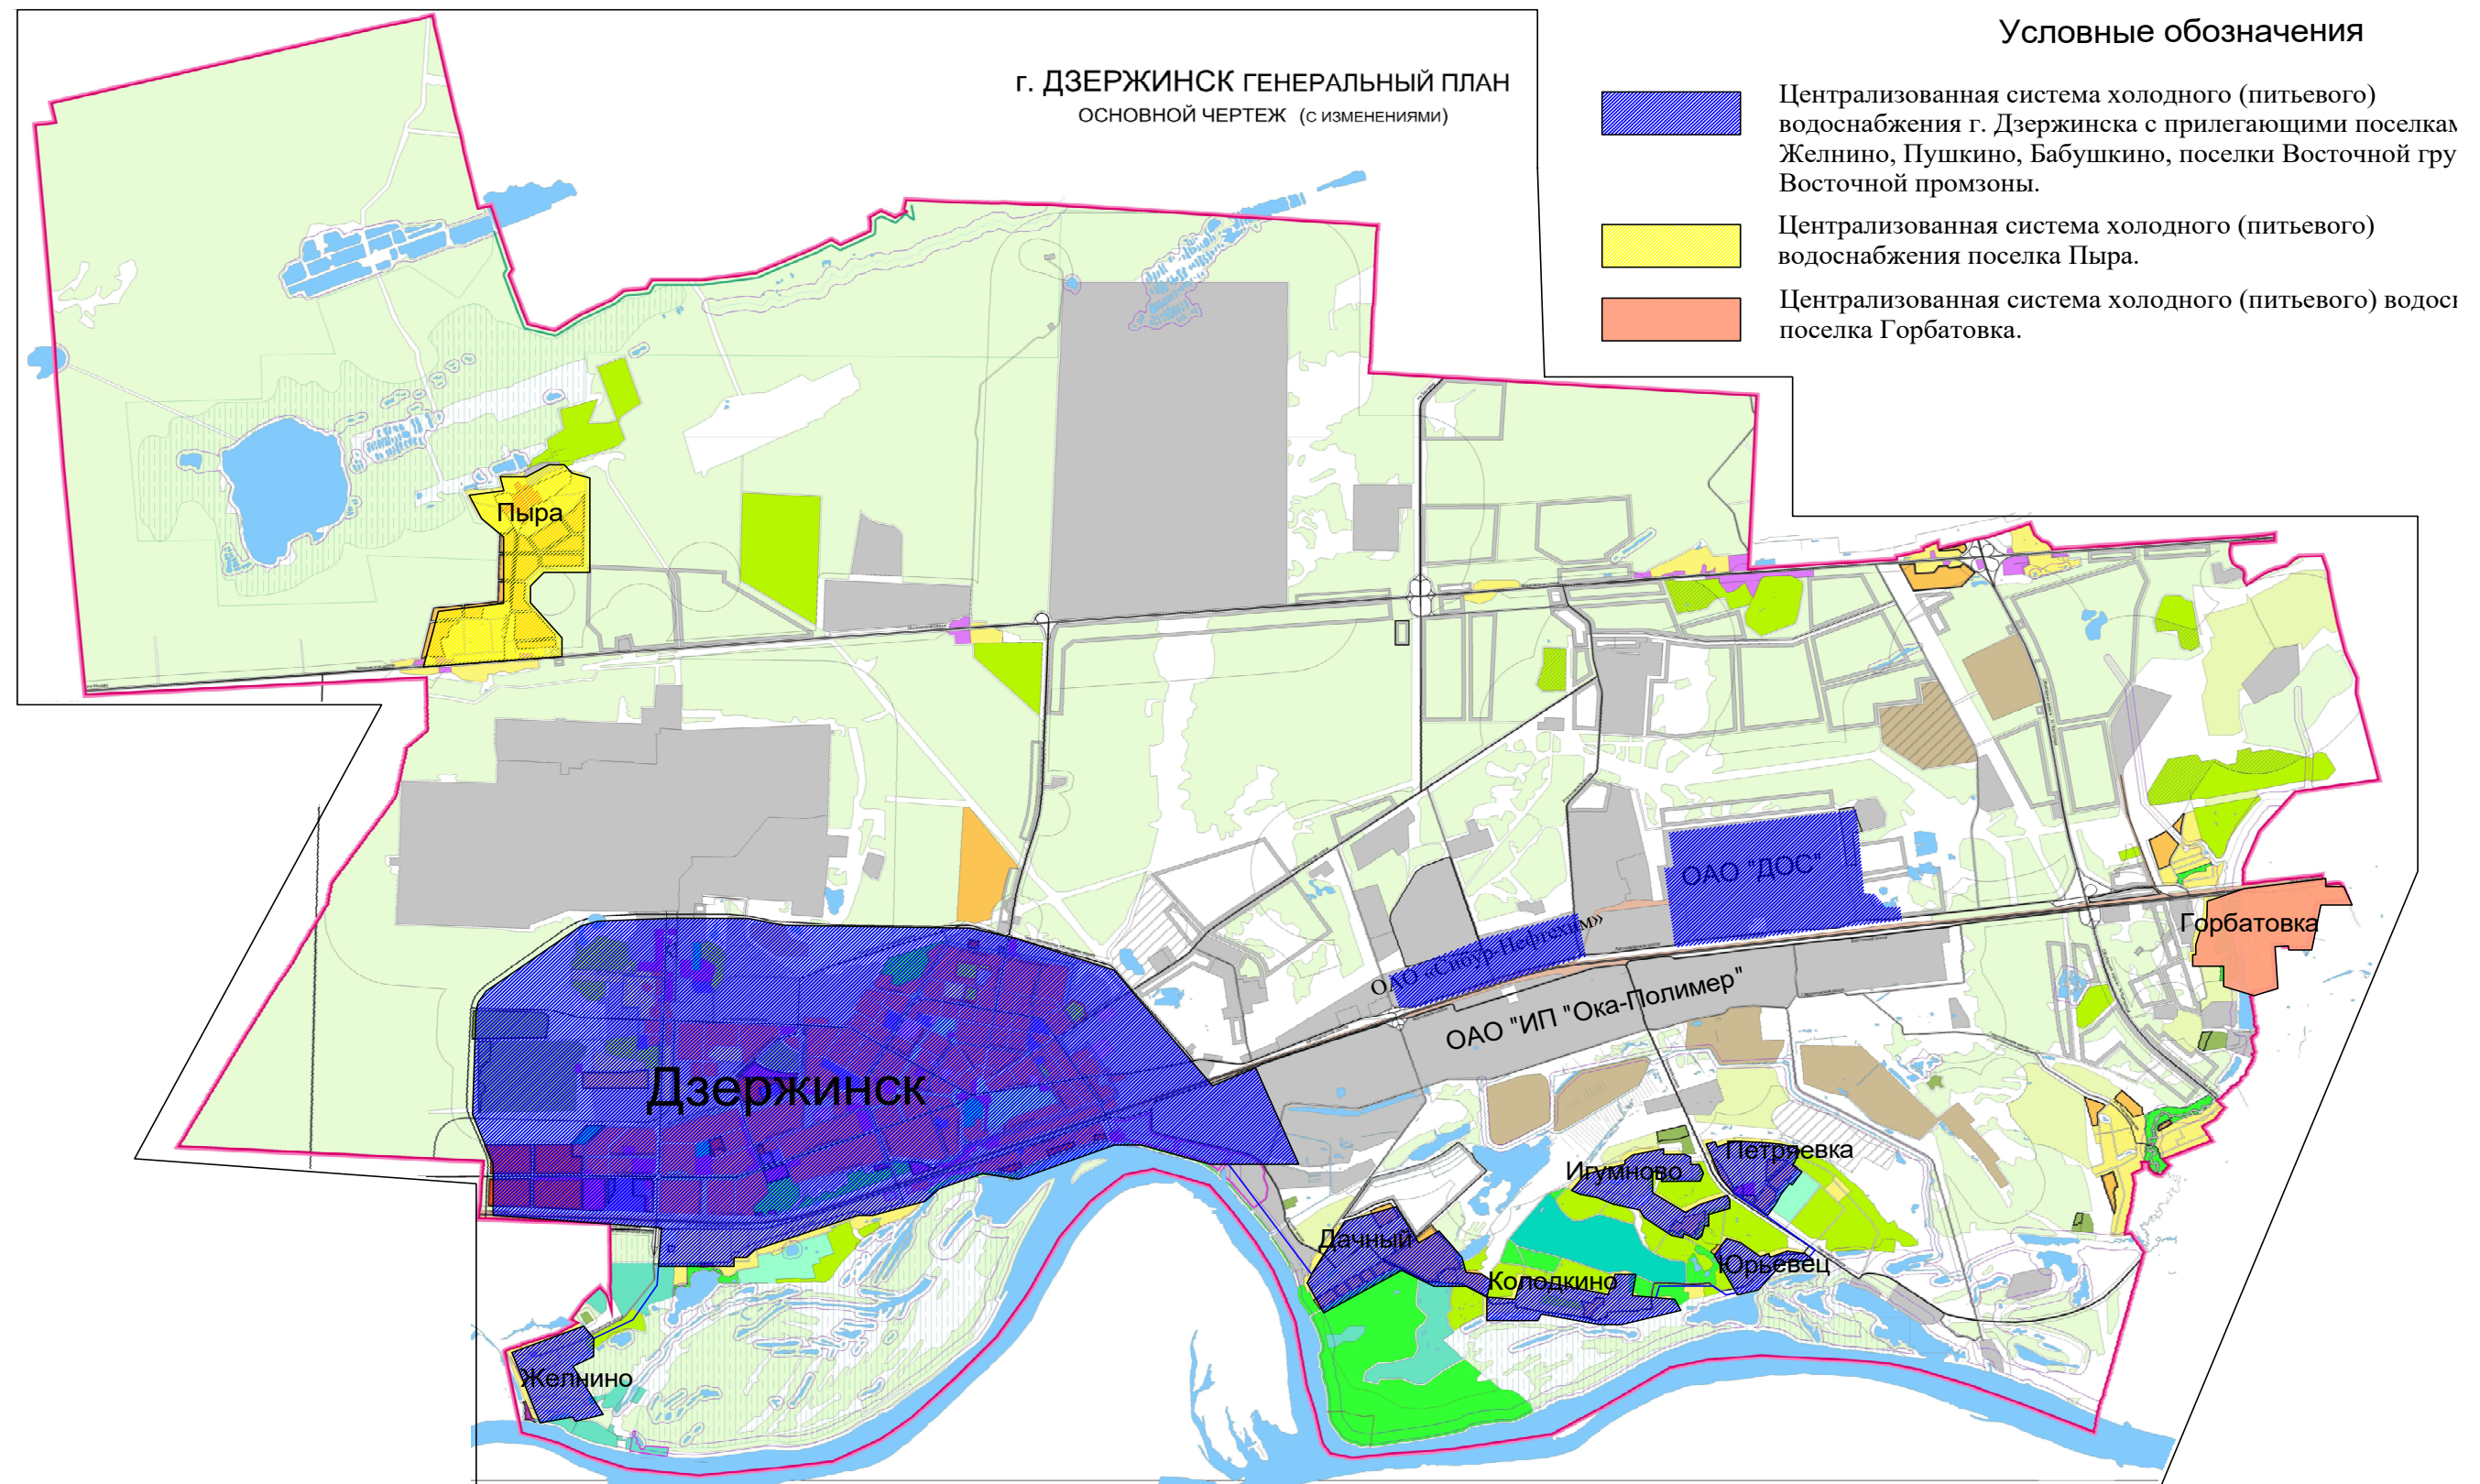 Условные обозначения
г. ДЗЕРЖИНСК ГЕНЕРАЛЬНЫЙ ПЛАН
ОСНОВНОЙ ЧЕРТЕЖ (С ИЗМЕНЕНИЯМИ)
Централизованная система холодного (питьевого)
водоснабжения г. Дзержинска с прилегающими поселкам
Желнино, Пушкино, Бабушкино, поселки Восточной гру
Восточной промзоны.
Централизованная система холодного (питьевого)
водоснабжения поселка Пыра.
Централизованная система холодного (питьевого) водосн
поселка Горбатовка.
Пыра
ОАО "ДОС"
Горбатовка
ОАО «Сибур-Нефтехим»
ОАО "ИП "Ока-Полимер"
Дзержинск
Петряевка
Игумново
Дачный
Юрьевец
Колодкино
Желнино